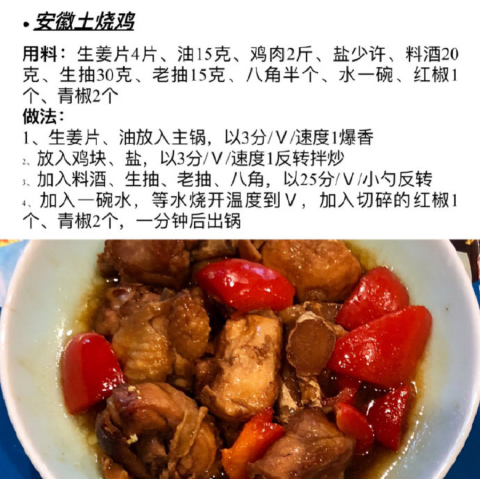 • 安徽土烧鸡
用料：生姜片4片、油15克、鸡肉2斤、盐少许、料酒20
克、生抽30克、老抽15克、八角半个、水一碗、红椒1
个、青椒2个
做法：
1、生姜片、油放入主锅，以3分/V/速度1爆香
2、放入鸡块、盐，以3分/V/速度1反转拌炒
3、加入料酒、生抽、老抽、八角，以25分/V/小勺反转
4、加入一碗水，等水烧开温度到V，加入切碎的红椒1
个、青椒2个，一分钟后出锅